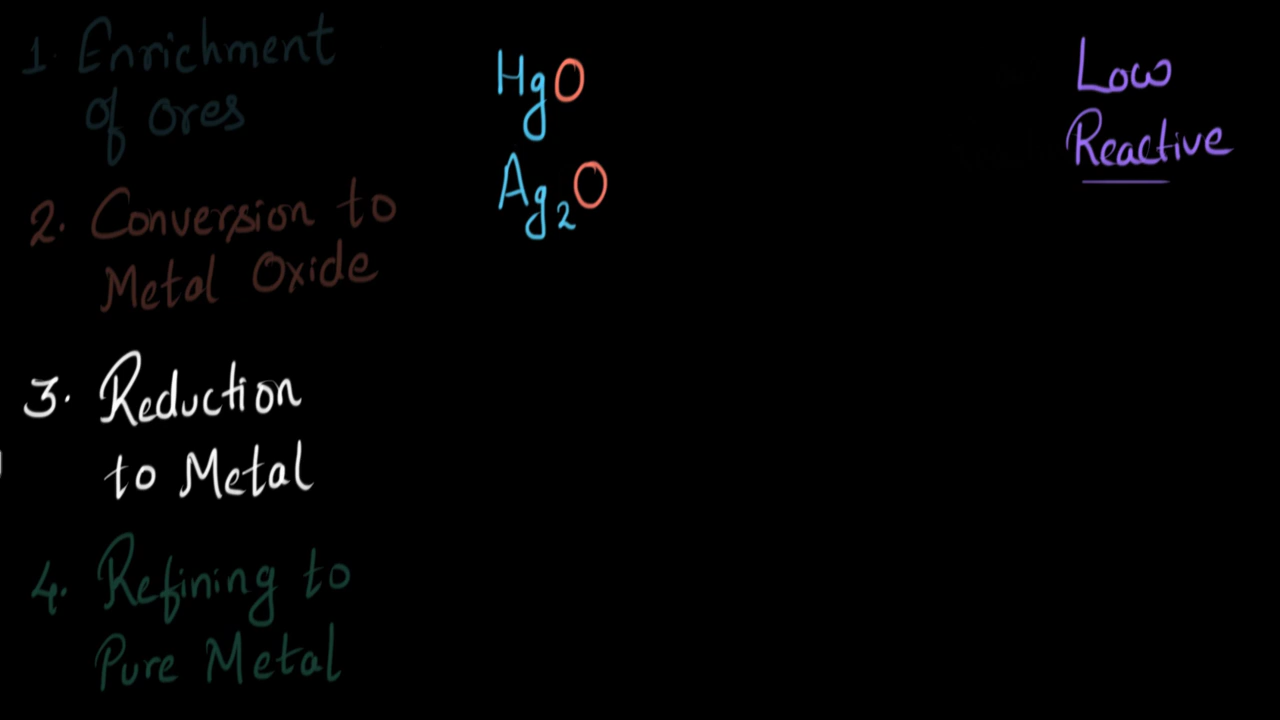 1. Enrichment
of ores
2. Conversion to
Metal Oxide
3. Reduction
to Metal
4. Refining to
Pure Metal
HgO
Ag₂O
Low
Reactive